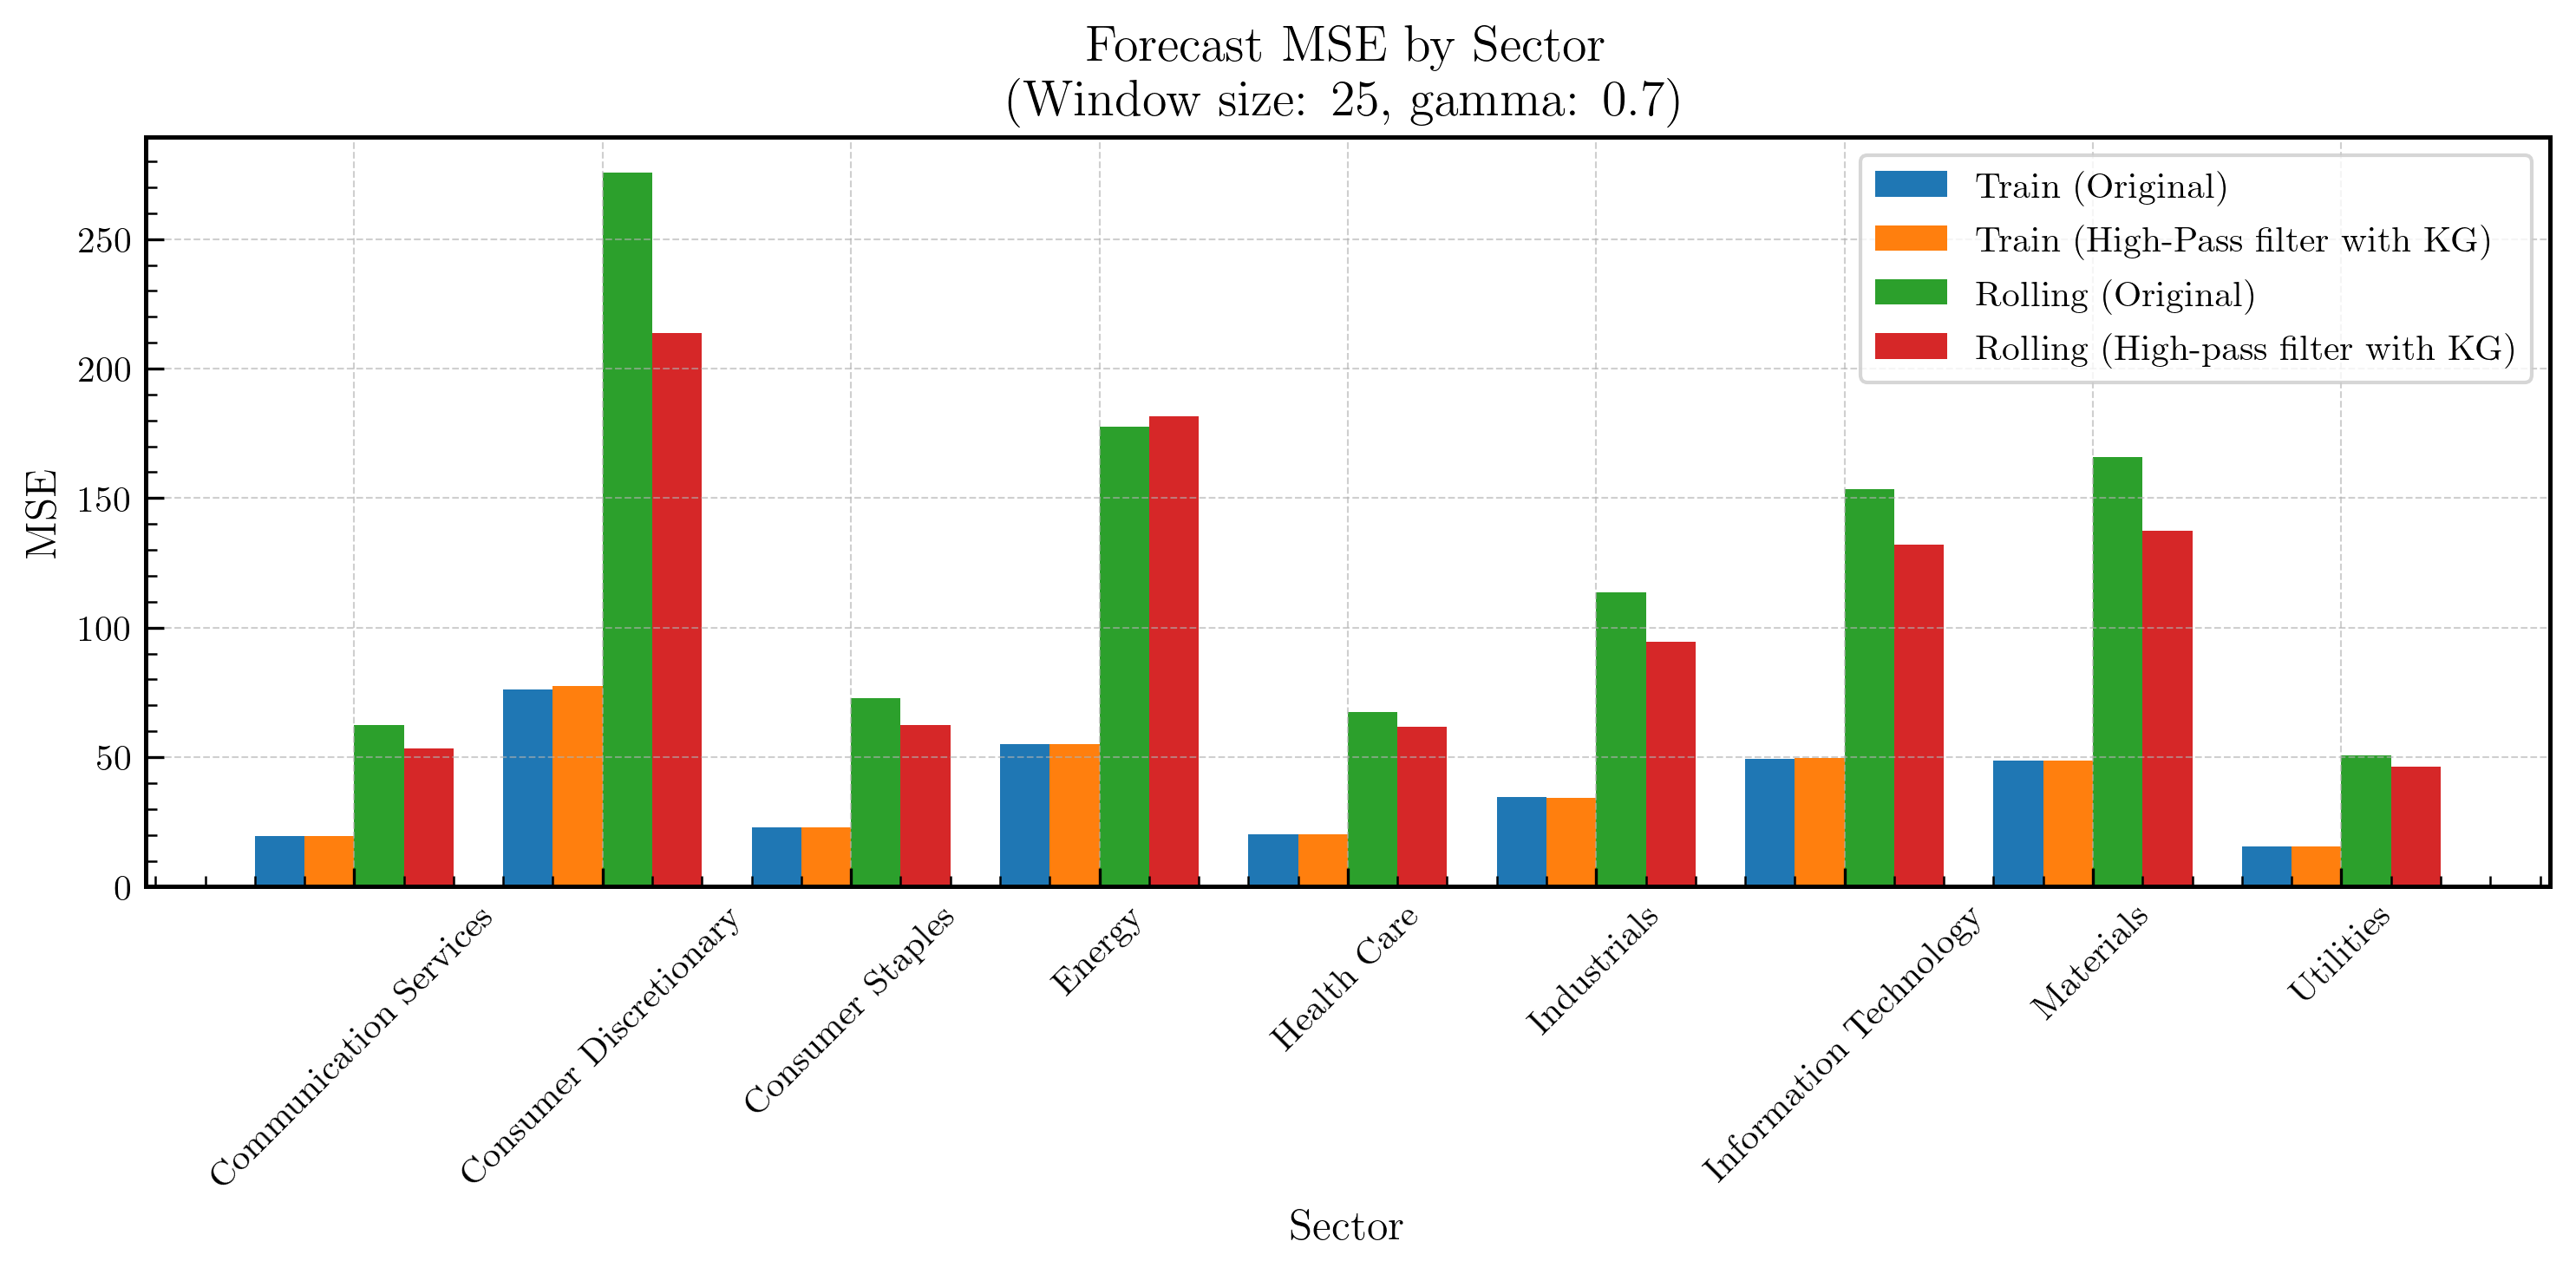 Forecast MSE by Sector
(Window size: 25, gamma: 0.7)
Train (Original)
Train (High-Pass filter with KG)
Rolling (Original)
Rolling (High-pass filter with KG)
MSE
250
200
150
100
50
0
Communication Services
Consumer Discretionary
Consumer Staples
Energy
Health Care
Industrials
Information Technology
Materials
Utilities
Sector